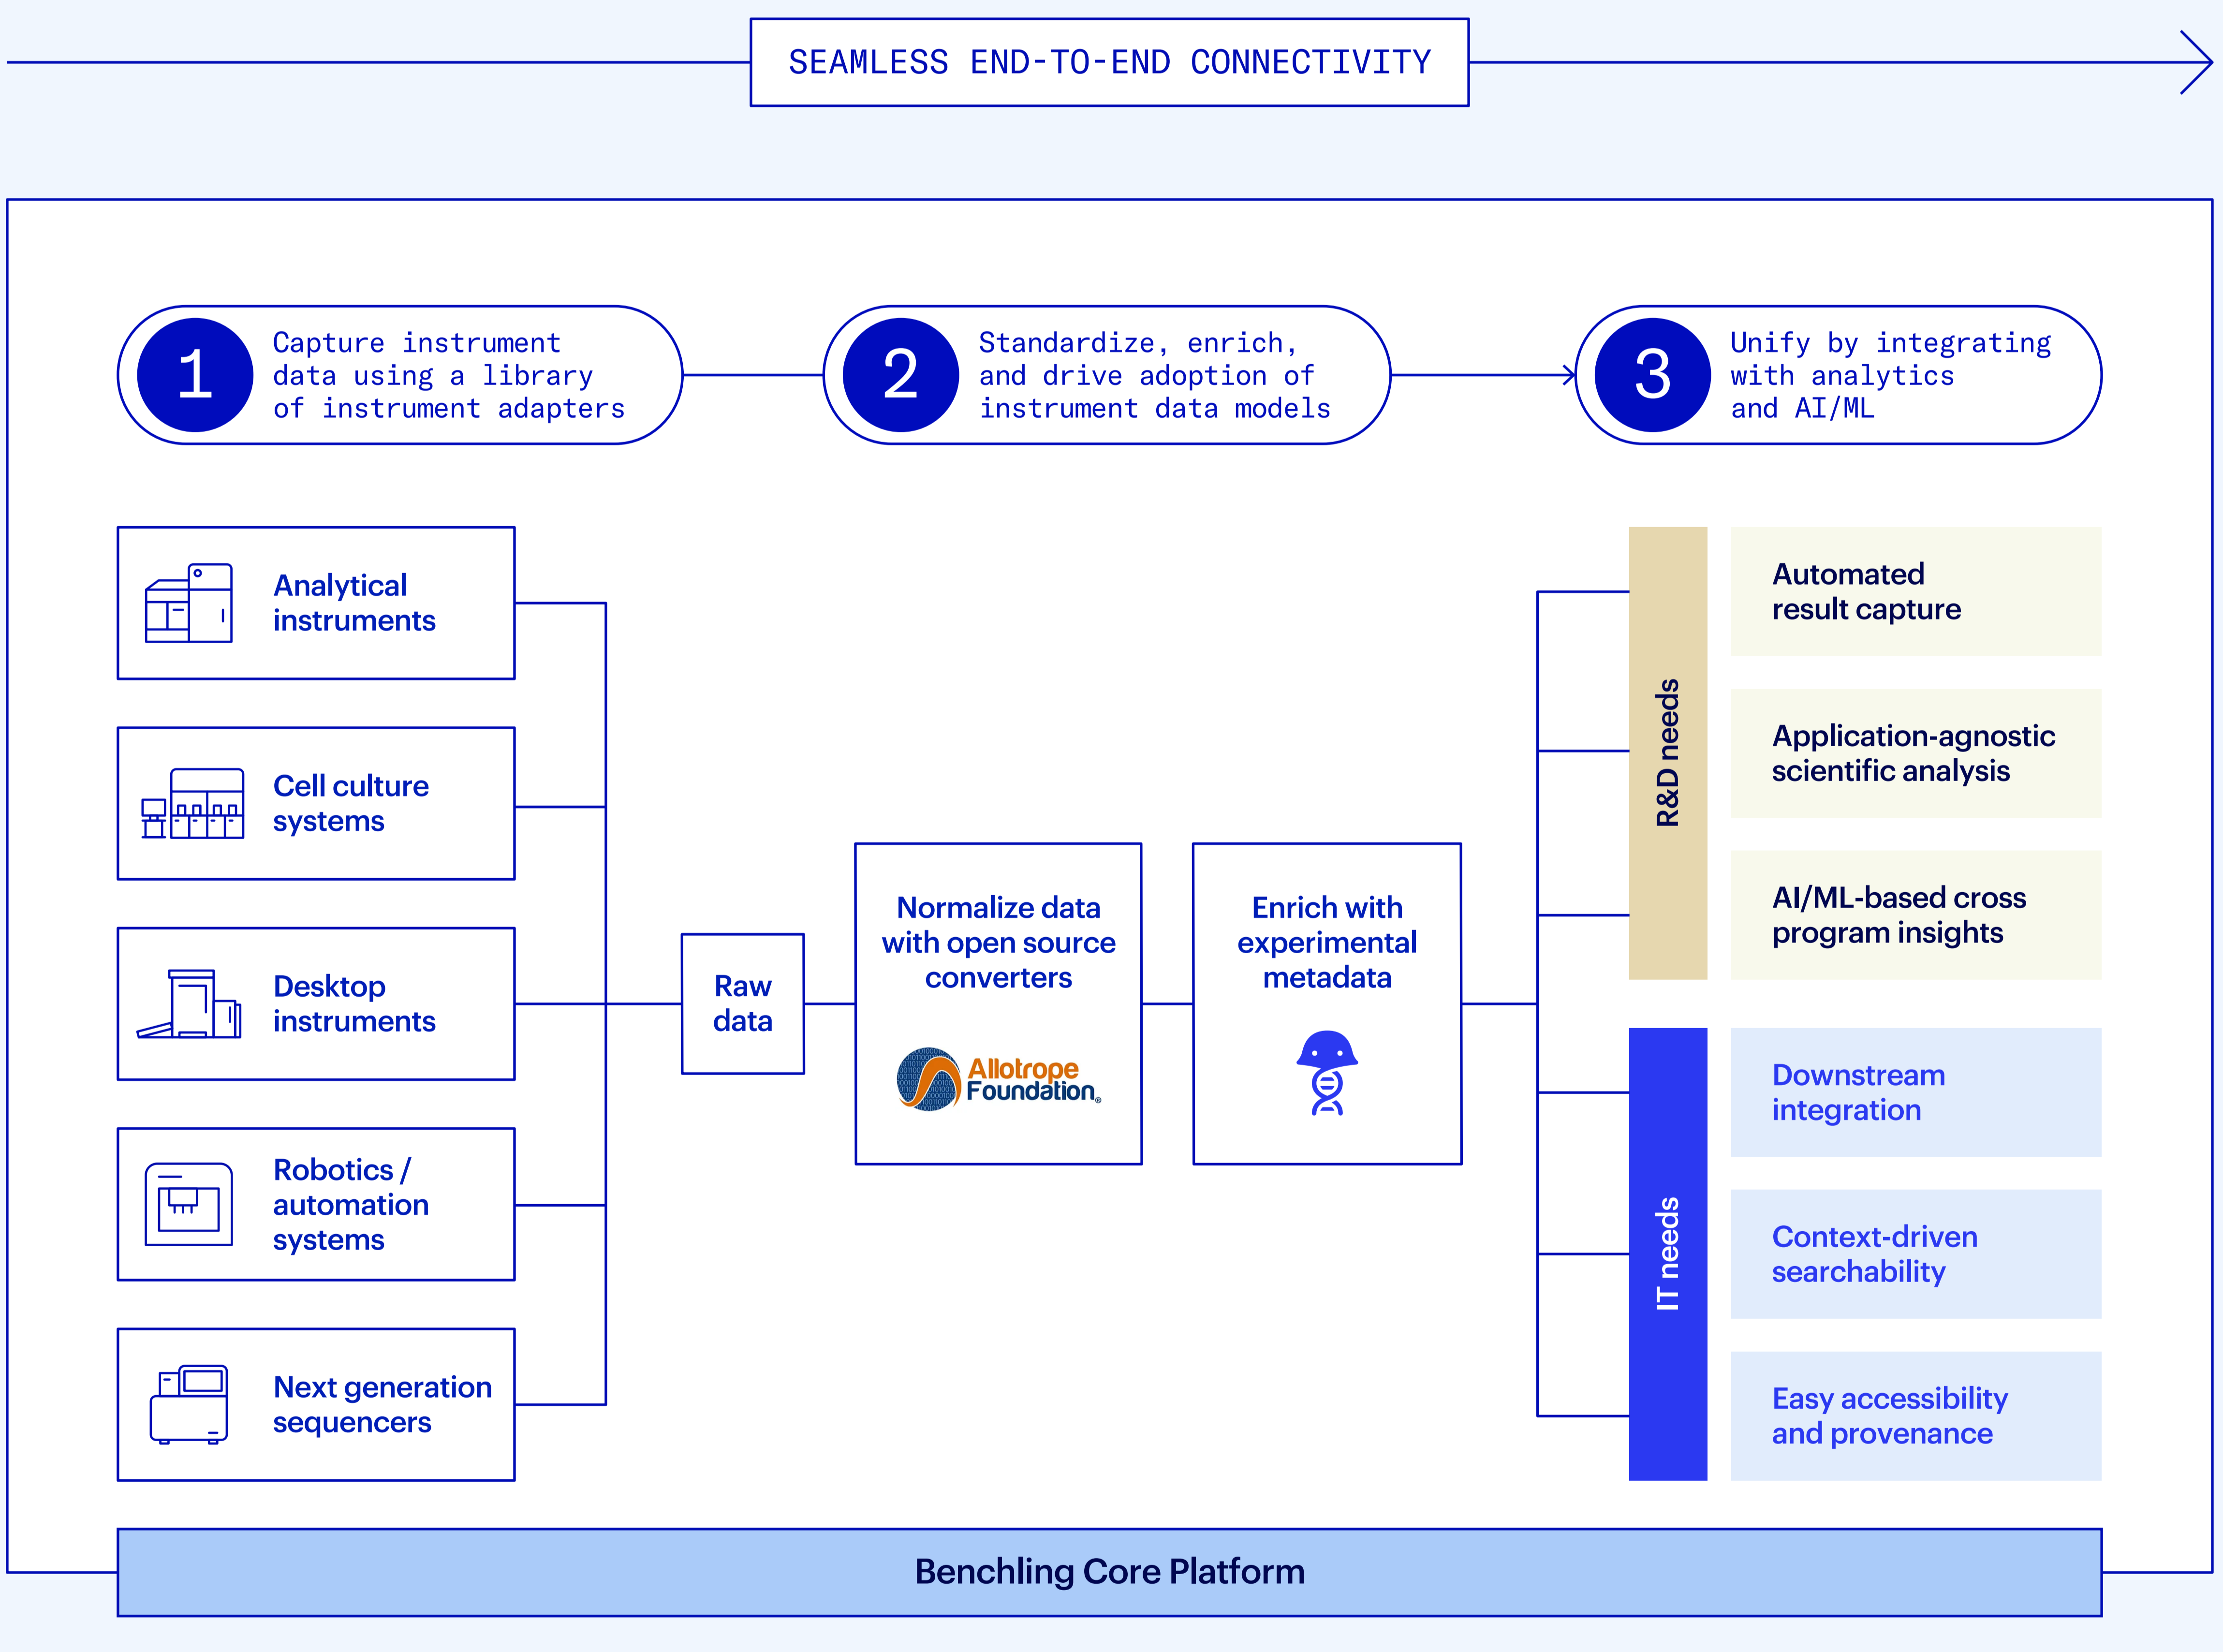 SEAMLESS END-TO-END CONNECTIVITY
1
Capture instrument
data using a library
of instrument adapters
2
Standardize, enrich,
and drive adoption of
instrument data models
3
Unify by integrating
with analytics
and AI/ML
Analytical
instruments
Cell culture
systems
Desktop
instruments
Robotics /
automation
systems
Next generation
sequencers
Raw
data
Normalize data
with open source
converters
Allotrope
Foundation®
Enrich with
experimental
metadata
R&D needs
Automated
result capture
Application-agnostic
scientific analysis
AI/ML-based cross
program insights
IT needs
Downstream
integration
Context-driven
searchability
Easy accessibility
and provenance
Benchling Core Platform